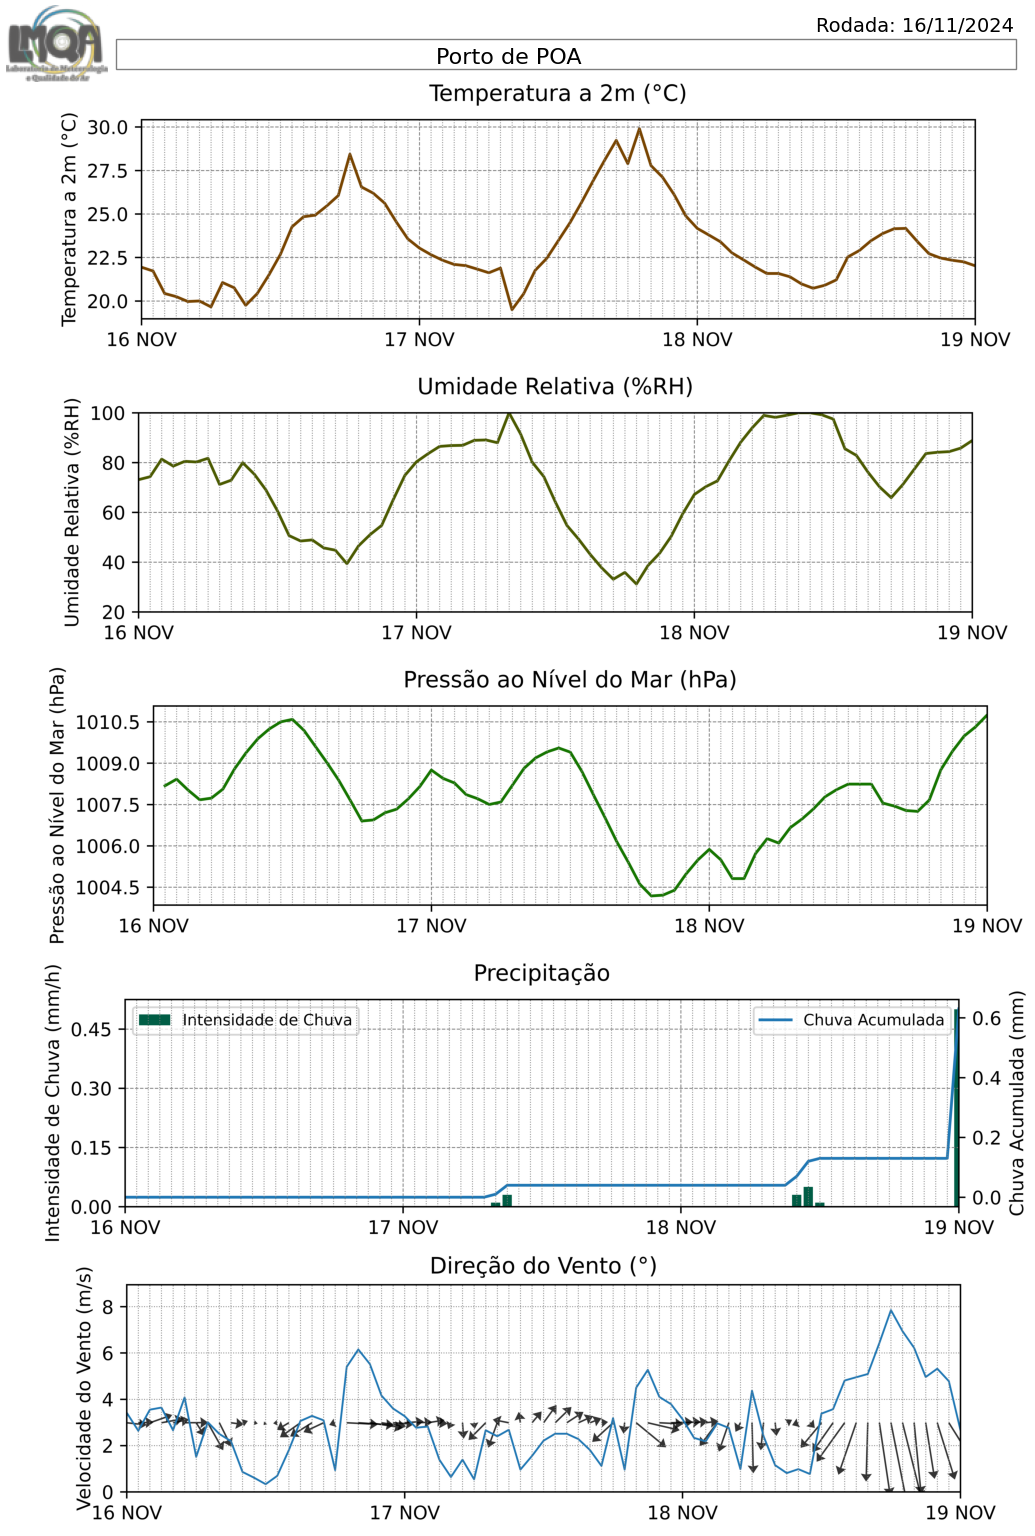 Rodada: 16/11/2024
LMQA
Laboratório de Meteorologia
e Qualidade do Ar
Porto de POA
Temperatura a 2m (°C)
Temperatura a 2m (°C)
30.0
27.5
25.0
22.5
20.0
16 NOV 17 NOV 18 NOV 19 NOV
Umidade Relativa (%RH)
Umidade Relativa (%RH)
100
80
60
40
20
16 NOV 17 NOV 18 NOV 19 NOV
Pressão ao Nível do Mar (hPa)
Pressão ao Nível do Mar (hPa)
1010.5
1009.0
1007.5
1006.0
1004.5
16 NOV 17 NOV 18 NOV 19 NOV
Precipitação
Intensidade de Chuva (mm/h)
Intensidade de Chuva
Chuva Acumulada
0.45
0.30
0.15
0.00
0.6
0.4
0.2
0.0
Chuva Acumulada (mm)
16 NOV 17 NOV 18 NOV 19 NOV
Direção do Vento (°)
Velocidade do Vento (m/s)
8
6
4
2
0
16 NOV 17 NOV 18 NOV 19 NOV